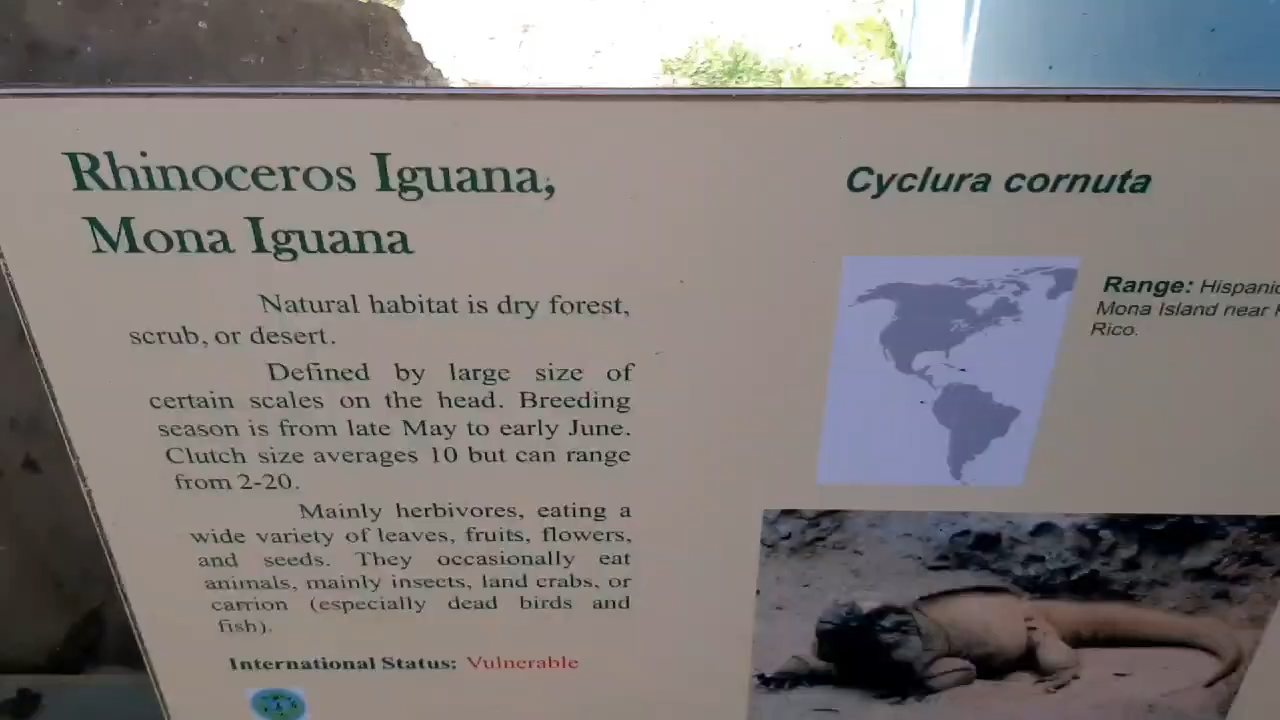 Rhinoceros Iguana,
Mona Iguana
Natural habitat is dry forest,
scrub, or desert.
Defined by large size of
certain scales on the head. Breeding
season is from late May to early June.
Clutch size averages 10 but can range
from 2-20.
Mainly herbivores, eating a
wide variety of leaves, fruits, flowers,
and seeds. They occasionally eat
animals, mainly insects, land crabs, or
carrion (especially dead birds and
fish).
International Status: Vulnerable
Cyclura cornuta
Range:
Mona Island near
Rico.